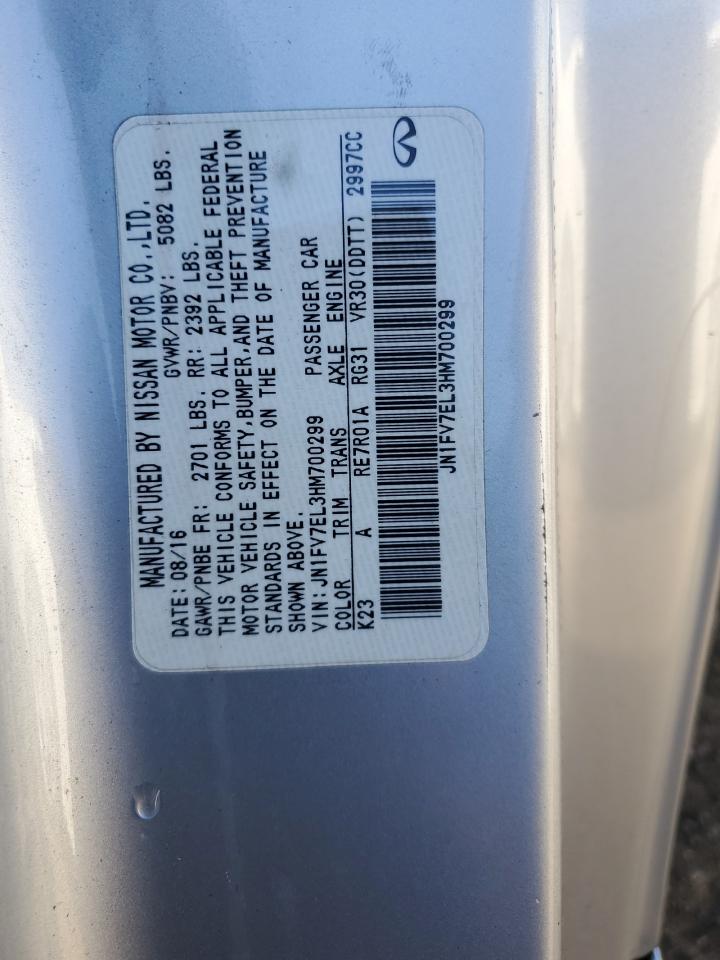 MANUFACTURED BY NISSAN MOTOR CO.,LTD.
DATE: 08/16 GVWR/PNBV: 5082 LBS.
GAWR/PNBE FR: 2701 LBS. RR: 2392 LBS.
THIS VEHICLE CONFORMS TO ALL APPLICABLE FEDERAL
MOTOR VEHICLE SAFETY,BUMPER,AND THEFT PREVENTION
STANDARDS IN EFFECT ON THE DATE OF MANUFACTURE
SHOWN ABOVE.
VIN: JN1FV7EL3HM700299 PASSENGER CAR
COLOR TRIM TRANS AXLE ENGINE
K23 A RE7R01A RG31 VR30(DDTT) 2997CC
JN1FV7EL3HM700299